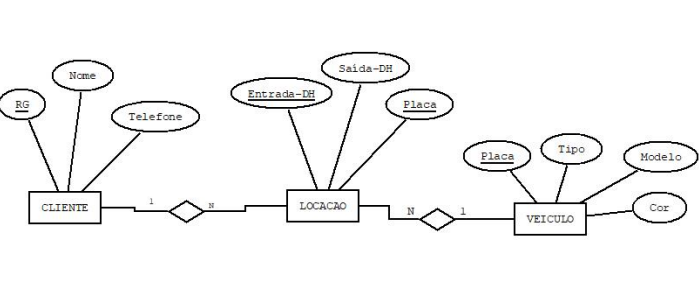 Nome
RG
Telefone
CLIENTE
1
N
Saída-DH
Entrada-DH
Placa
LOCACAO
N
1
Placa
Tipo
Modelo
Cor
VEICULO